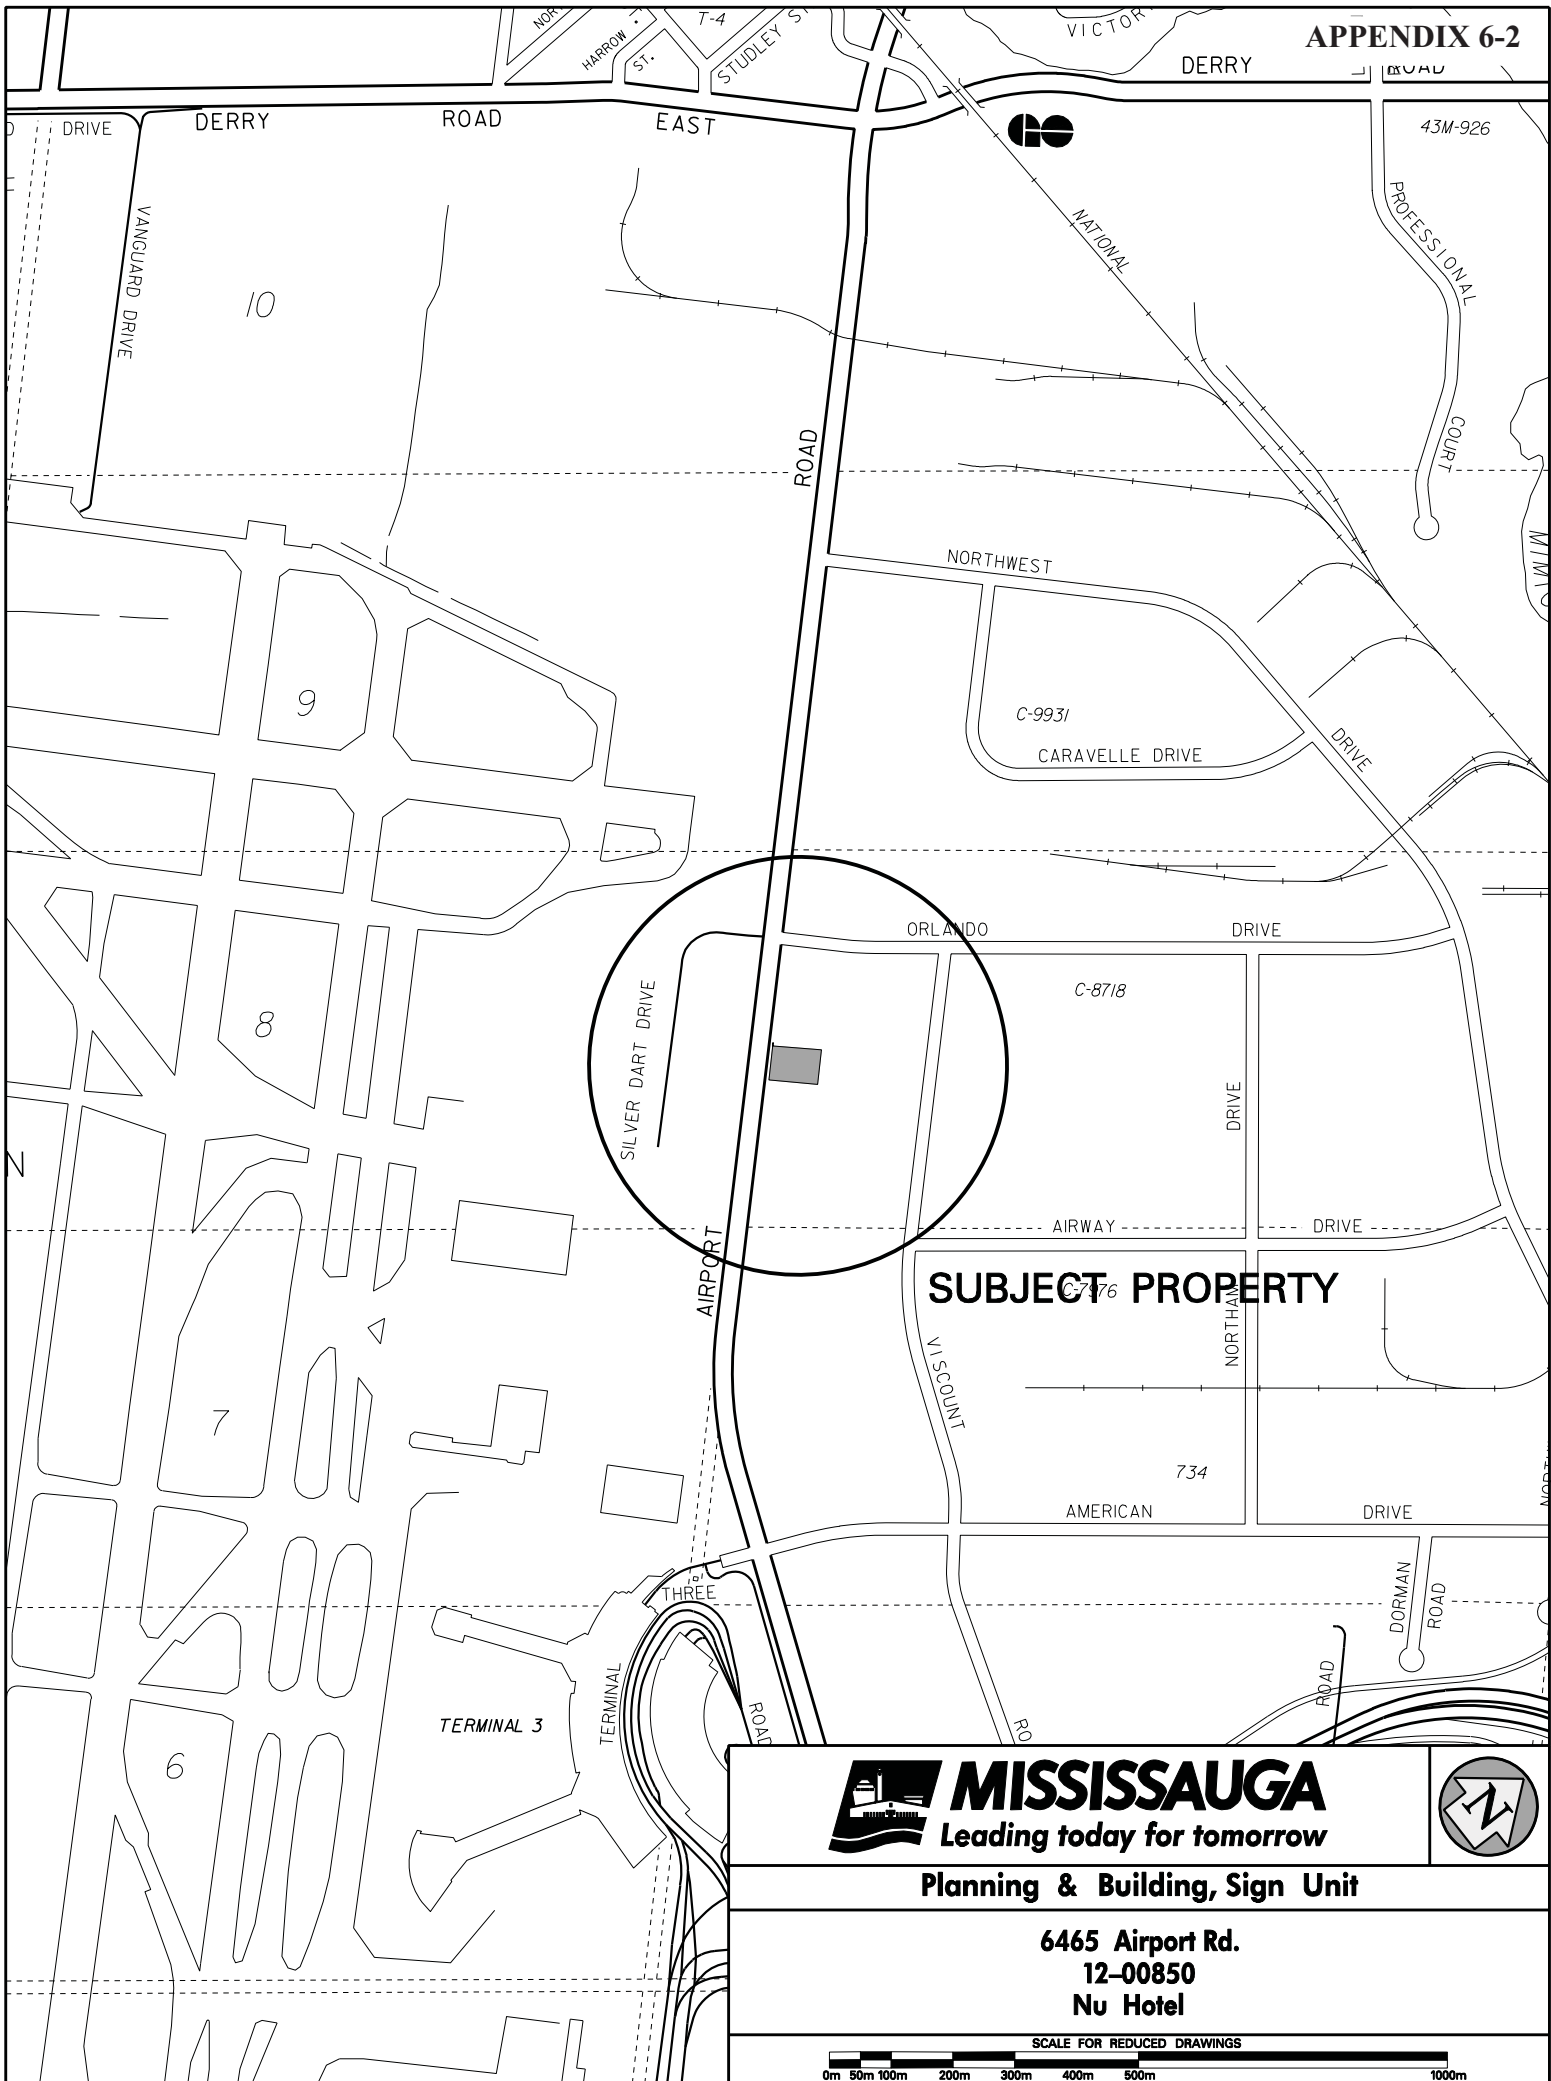 APPENDIX 6-2
T-4
HARROW
ST.
DERRY
ROAD
DRIVE
DERRY ROAD EAST
43M-926
VANGUARD DRIVE
NATIONAL
PROFESSIONAL
COURT
10
ROAD
NORTHWEST
DRIVE
9
C-9931
CARAVELLE DRIVE
ORLANDO DRIVE
C-8718
8
SILVER DART DRIVE
DRIVE
N
AIRWAY DRIVE
AIRPORT
SUBJECT PROPERTY
C-7976
NORTHAM
VISCOUNT
7
734
AMERICAN DRIVE
THREE
DORMAN
ROAD
TERMINAL
ROAD
ROAD
RO
TERMINAL 3
6
MISSISSAUGA
Leading today for tomorrow
N
Planning & Building, Sign Unit
6465 Airport Rd.
12-00850
Nu Hotel
SCALE FOR REDUCED DRAWINGS
0m 50m 100m 200m 300m 400m 500m 1000m